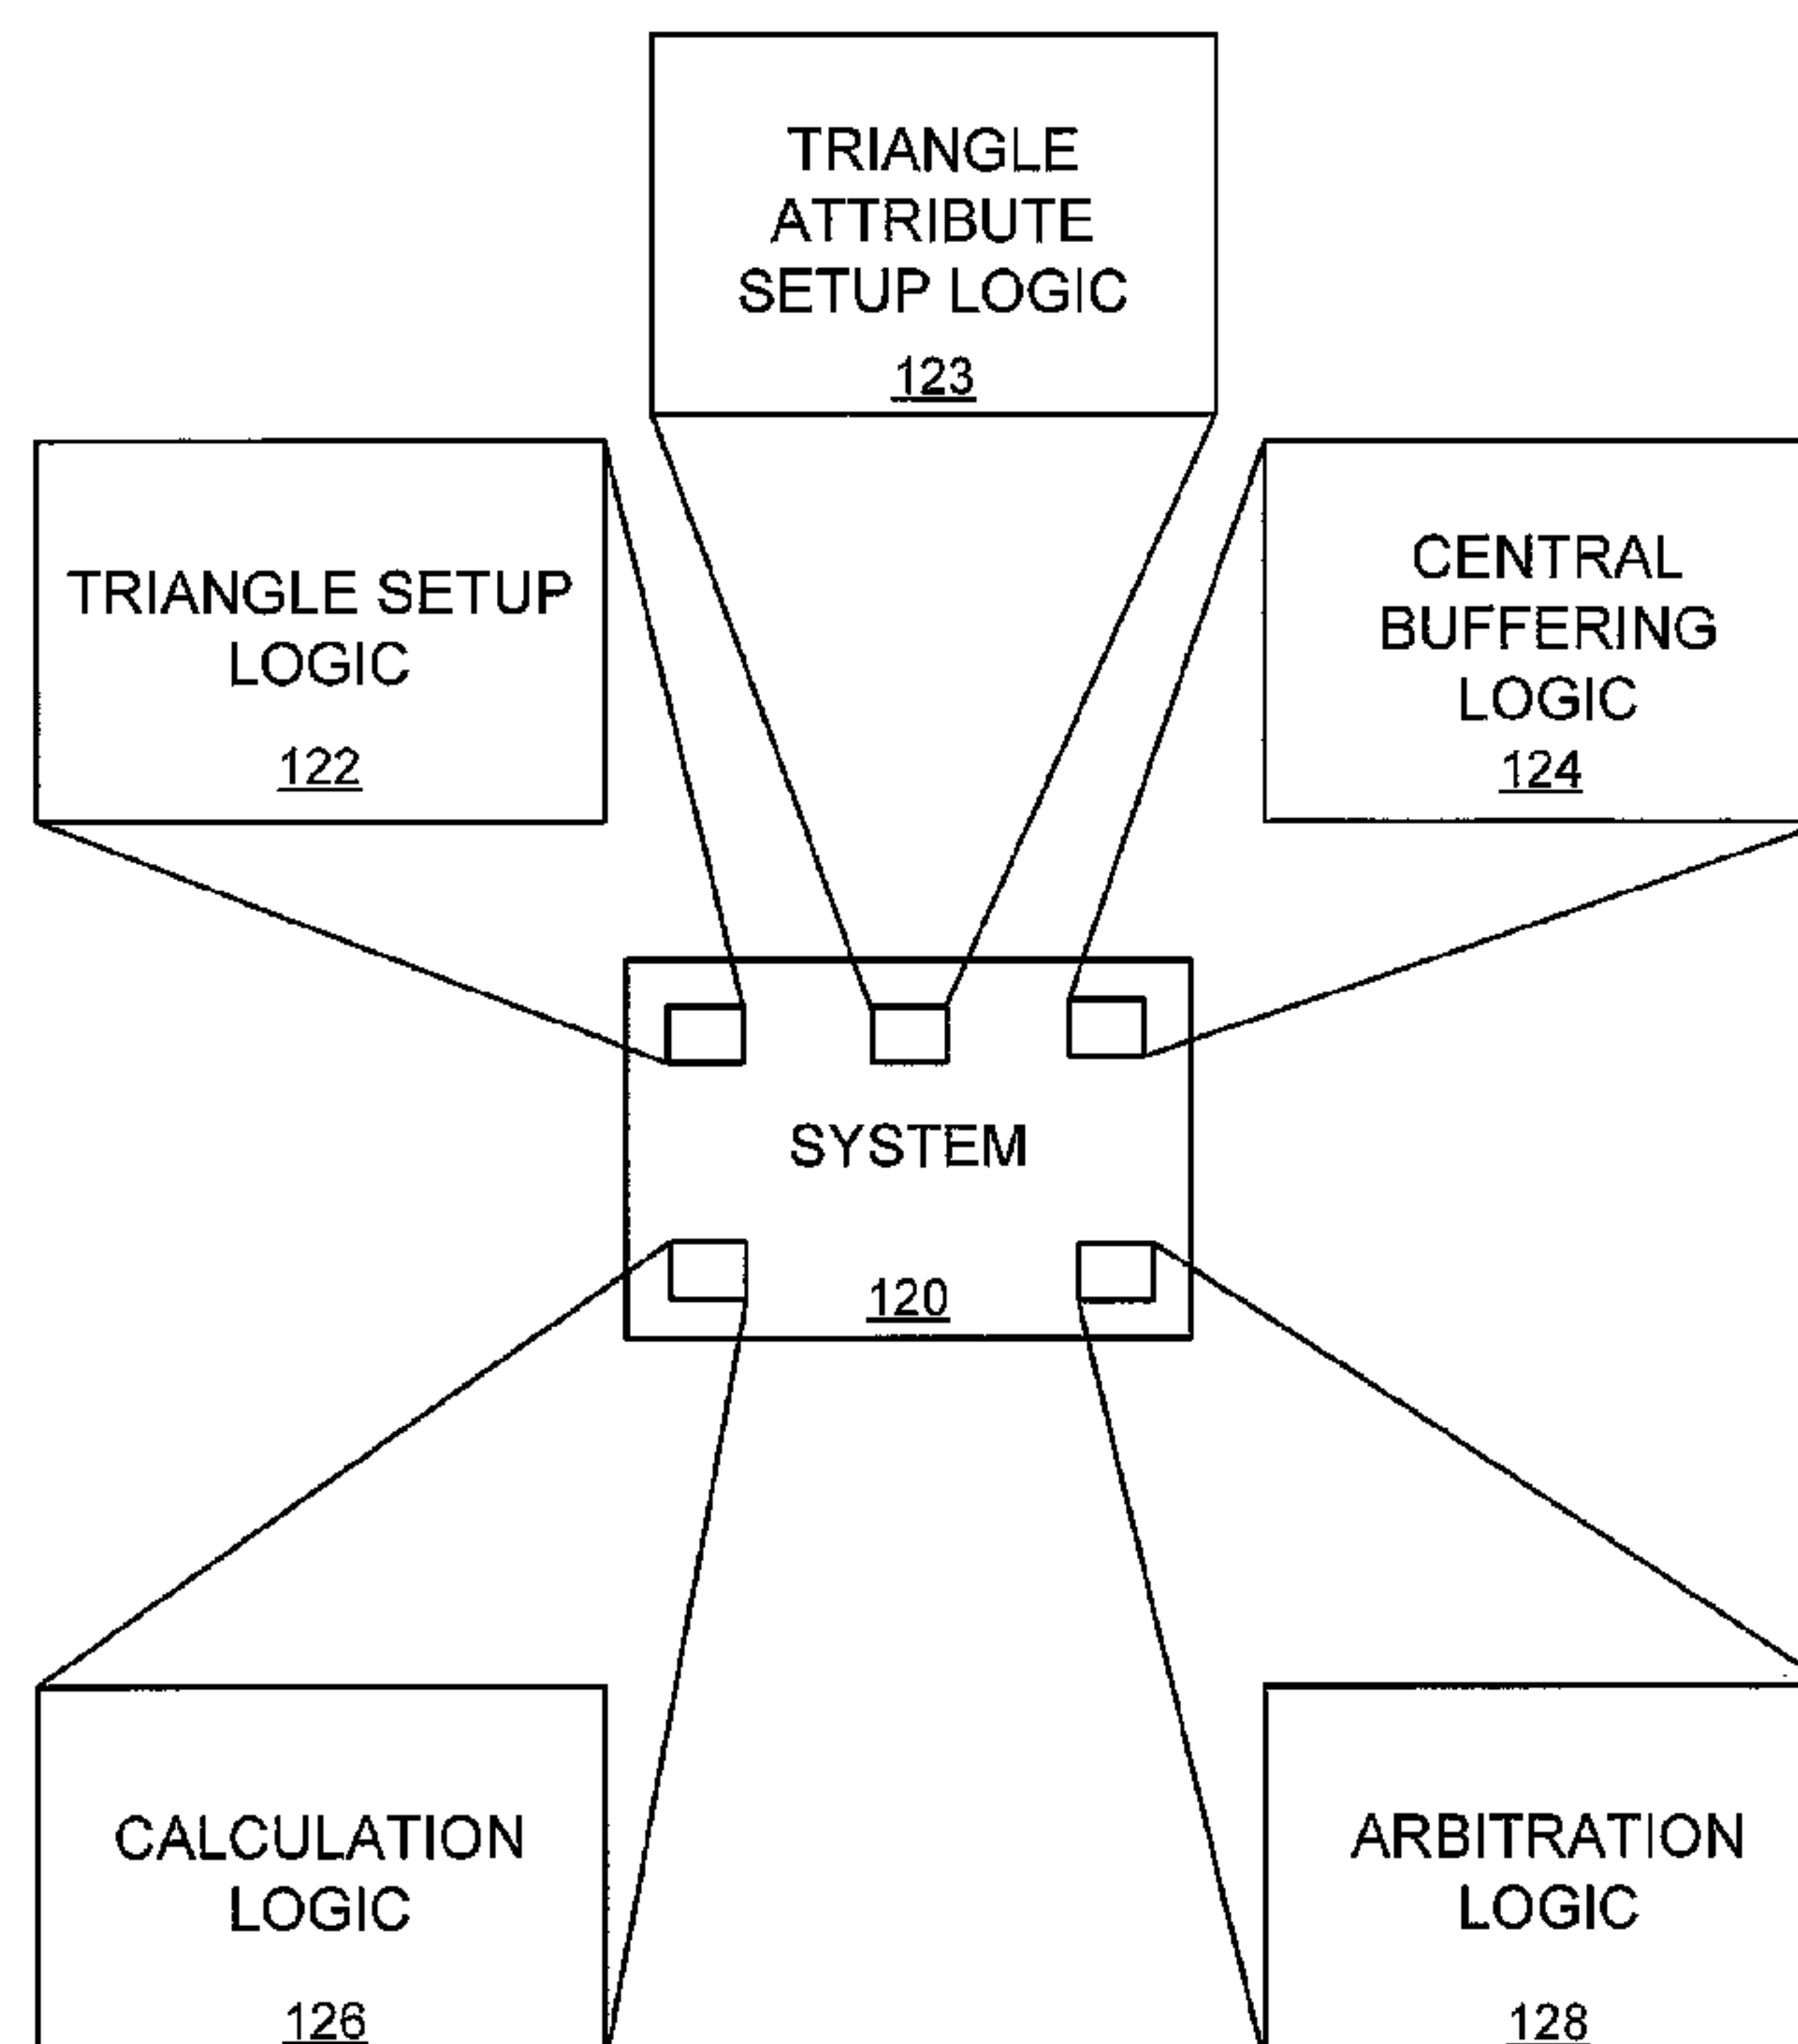 TRIANGLE
ATTRIBUTE
SETUP LOGIC
123
TRIANGLE SETUP
LOGIC
122
CENTRAL
BUFFERING
LOGIC
124
SYSTEM
120
CALCULATION
LOGIC
126
ARBITRATION
LOGIC
128